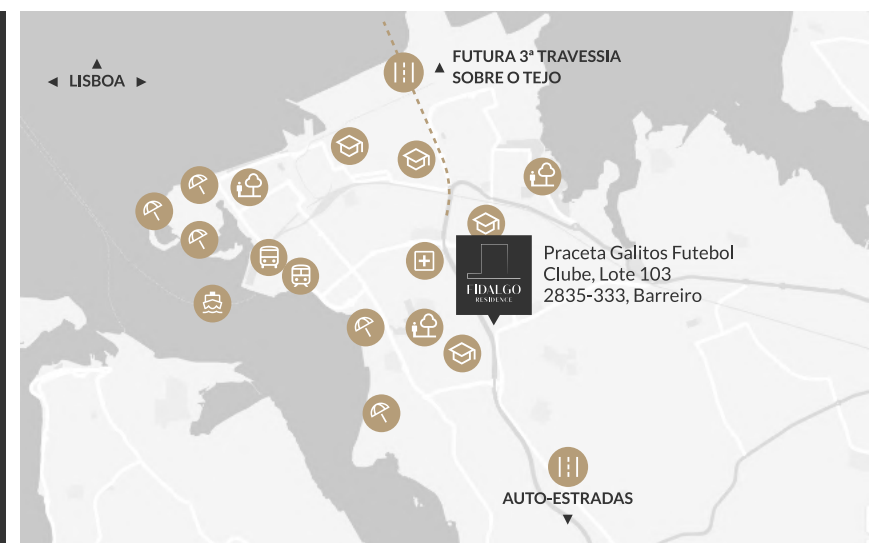 FUTURA 3ª TRAVESSIA
SOBRE O TEJO
LISBOA
Praceta Galitos Futebol
Clube, Lote 103
2835-333, Barreiro
FIDALGO
RESIDENCE
AUTO-ESTRADAS